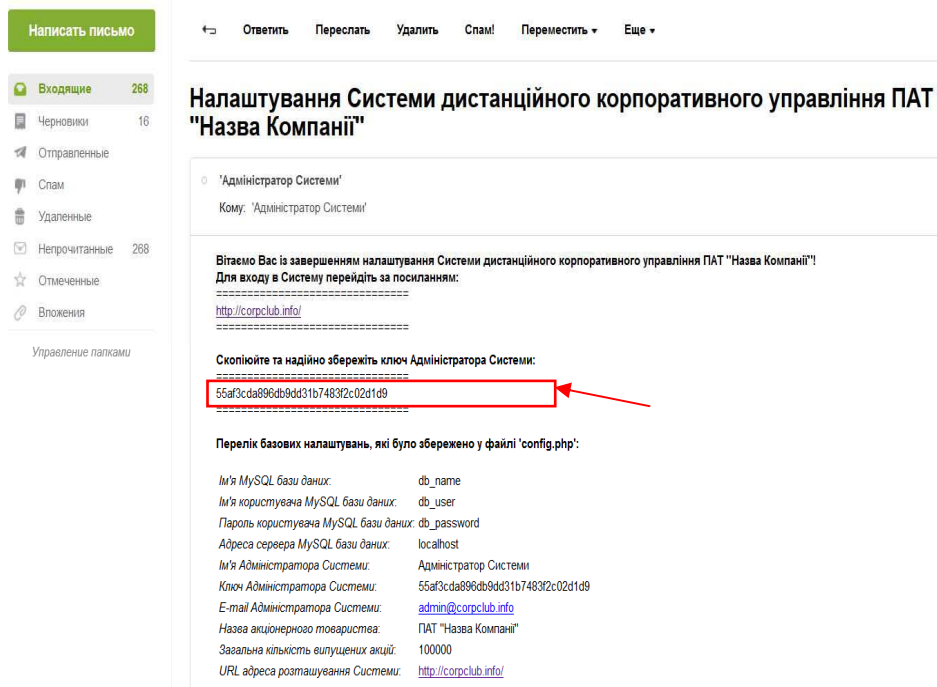 Написать письмо
Ответить Переслать Удалить Спам! Переместить Еще
Входящие 268
Черновики 16
Отправленные
Спам
Удаленные
Непрочитанные 268
Отмеченные
Вложения
Управление папками
Налаштування Системи дистанційного корпоративного управління ПАТ
"Назва Компанії"
'Адміністратор Системи'
Кому: 'Адміністратор Системи'
Вітаємо Вас із завершенням налаштування Системи дистанційного корпоративного управління ПАТ "Назва Компанії"!
Для входу в Систему перейдіть за посиланням:
===============================
http://corpclub.info/
===============================
Скопіюйте та надійно збережіть ключ Адміністратора Системи:
===============================
55af3cda896db9dd31b7483f2c02d1d9
===============================
Перелік базових налаштувань, які було збережено у файлі 'config.php':
Ім'я MySQL бази даних: db_name
Ім'я користувача MySQL бази даних: db_user
Пароль користувача MySQL бази даних: db_password
Адреса сервера MySQL бази даних: localhost
Ім'я Адміністратора Системи: Адміністратор Системи
Ключ Адміністратора Системи: 55af3cda896db9dd31b7483f2c02d1d9
E-mail Адміністратора Системи: admin@corpclub.info
Назва акціонерного товариства: ПАТ "Назва Компанії"
Загальна кількість випущених акцій: 100000
URL адреса розташування Системи: http://corpclub.info/